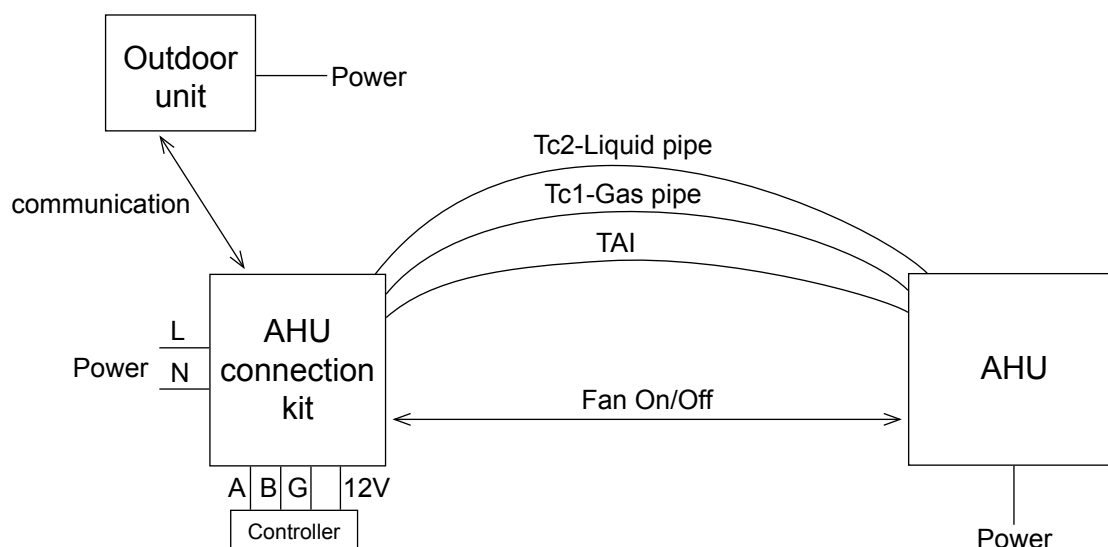 Outdoor
unit
Power
communication
Tc2-Liquid pipe
Tc1-Gas pipe
TAI
L
Power
N
AHU
connection
kit
Fan On/Off
AHU
A B G 12V
Controller
Power